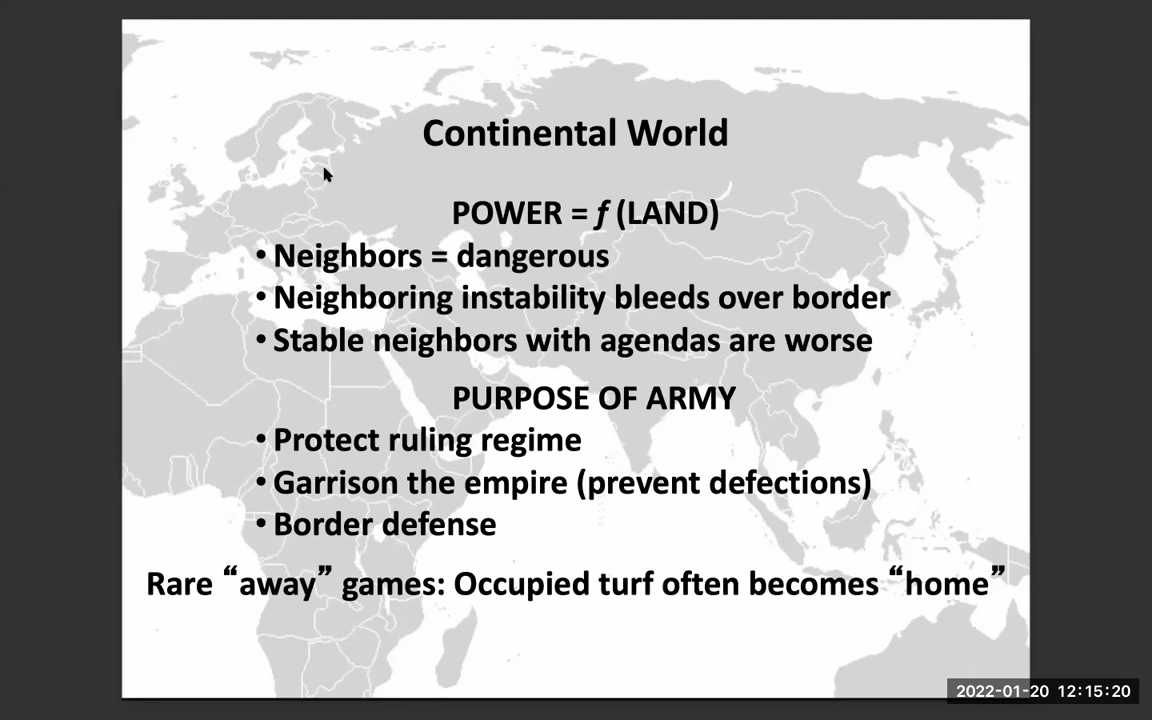 Continental World
POWER = f (LAND)
• Neighbors = dangerous
• Neighboring instability bleeds over border
• Stable neighbors with agendas are worse
PURPOSE OF ARMY
• Protect ruling regime
• Garrison the empire (prevent defections)
• Border defense
Rare “away” games: Occupied turf often becomes “home”
2022-01-20 12:15:20